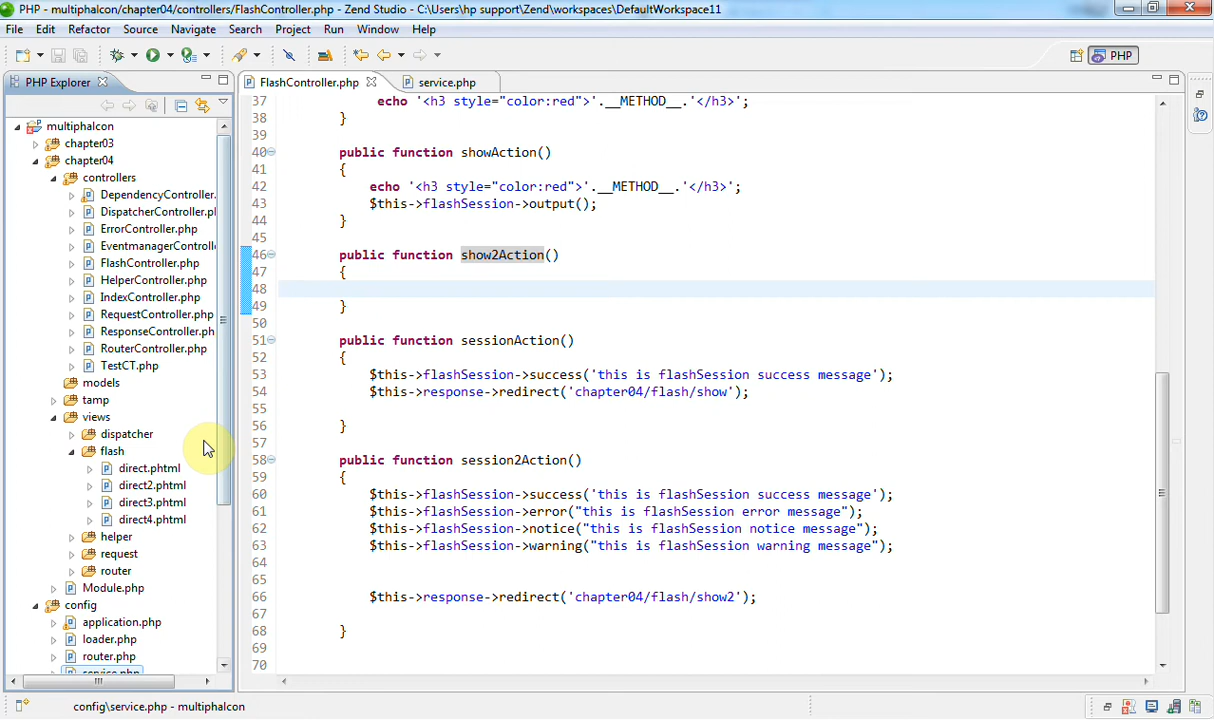 PHP - multiphalcon/chapter04/controllers/FlashController.php - Zend Studio - C:\Users\hp support\Zend\workspaces\DefaultWorkspace11
File Edit Refactor Source Navigate Search Project Run Window Help
PHP
PHP Explorer
FlashController.php
service.php
multiphalcon
chapter03
chapter04
controllers
DependencyController.
DispatcherController.pl
ErrorController.php
EventmanagerControll
FlashController.php
HelperController.php
IndexController.php
RequestController.php
ResponseController.ph
RouterController.php
TestCT.php
models
tamp
views
dispatcher
flash
direct.phtml
direct2.phtml
direct3.phtml
direct4.phtml
helper
request
router
Module.php
config
application.php
loader.php
router.php
service.php
37 echo '<h3 style="color:red">'.__METHOD__.'</h3>';
38 }
39
40 public function showAction()
41 {
42 echo '<h3 style="color:red">'.__METHOD__.'</h3>';
43 $this->flashSession->output();
44 }
45
46 public function show2Action()
47 {
48
49 }
50
51 public function sessionAction()
52 {
53 $this->flashSession->success('this is flashSession success message');
54 $this->response->redirect('chapter04/flash/show');
55
56 }
57
58 public function session2Action()
59 {
60 $this->flashSession->success('this is flashSession success message');
61 $this->flashSession->error("this is flashSession error message");
62 $this->flashSession->notice("this is flashSession notice message");
63 $this->flashSession->warning("this is flashSession warning message");
64
65
66 $this->response->redirect('chapter04/flash/show2');
67
68 }
69
70
config\service.php - multiphalcon